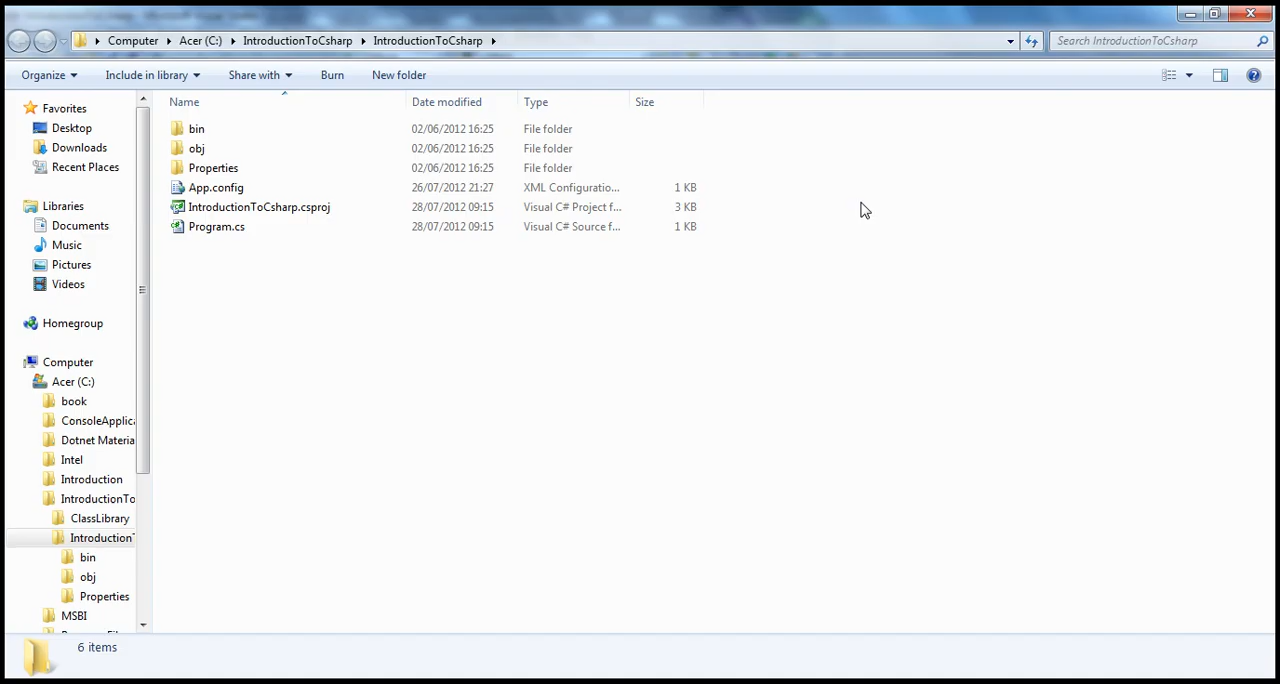 Computer Acer (C:) IntroductionToCsharp IntroductionToCsharp Search IntroductionToCsharp
Organize Include in library Share with Burn New folder
Favorites
Desktop
Downloads
Recent Places
Libraries
Documents
Music
Pictures
Videos
Homegroup
Computer
Acer (C:)
book
ConsoleApplica
Dotnet Materia
Intel
Introduction
IntroductionTo
ClassLibrary
Introduction
bin
obj
Properties
MSBI
Name Date modified Type Size
bin 02/06/2012 16:25 File folder
obj 02/06/2012 16:25 File folder
Properties 02/06/2012 16:25 File folder
App.config 26/07/2012 21:27 XML Configuratio... 1 KB
IntroductionToCsharp.csproj 28/07/2012 09:15 Visual C# Project f... 3 KB
Program.cs 28/07/2012 09:15 Visual C# Source f... 1 KB
6 items